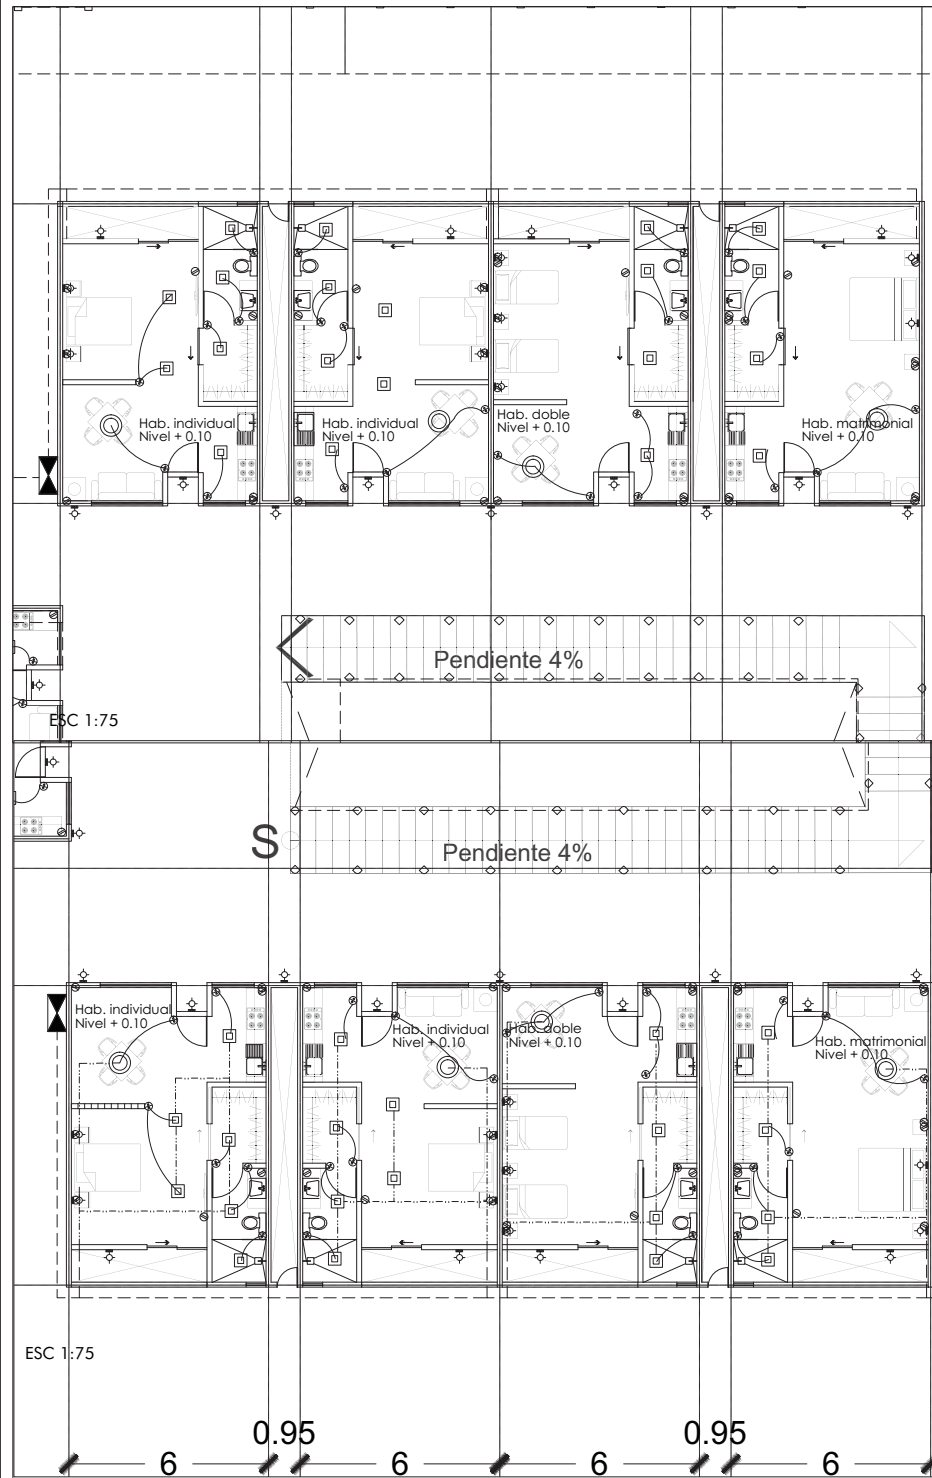 Hab. individual
Nivel + 0.10
Hab. individual
Nivel + 0.10
Hab. doble
Nivel + 0.10
Hab. matrimonial
Nivel + 0.10
Pendiente 4%
ESC 1:75
S
Pendiente 4%
Hab. individual
Nivel + 0.10
Hab. individual
Nivel + 0.10
Hab. doble
Nivel + 0.10
Hab. matrimonial
Nivel + 0.10
ESC 1:75
0.95
0.95
6
6
6
6